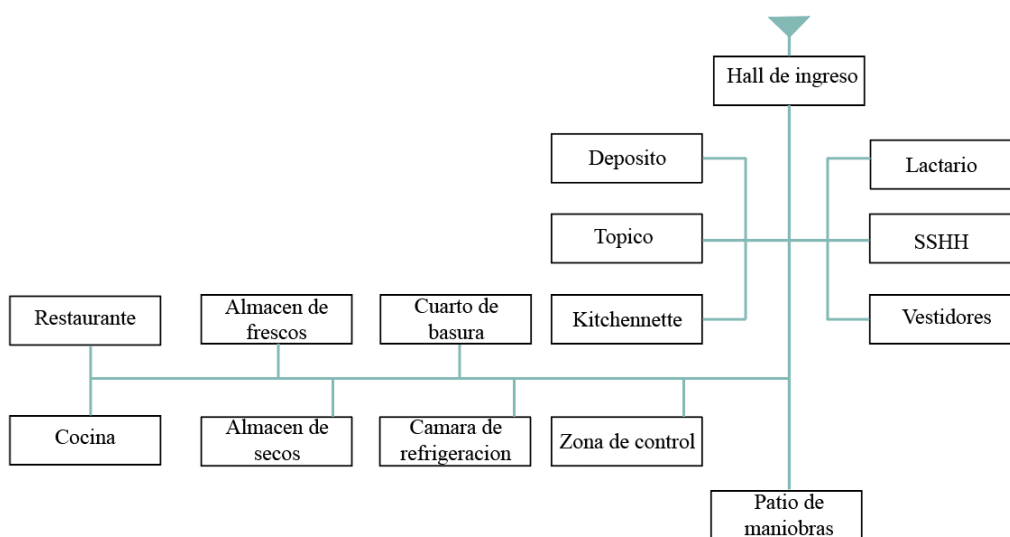 Hall de ingreso
Deposito
Lactario
Topico
SSHH
Kitchennette
Vestidores
Restaurante
Almacen de
frescos
Cuarto de
basura
Cocina
Almacen de
secos
Camara de
refrigeracion
Zona de control
Patio de
maniobras